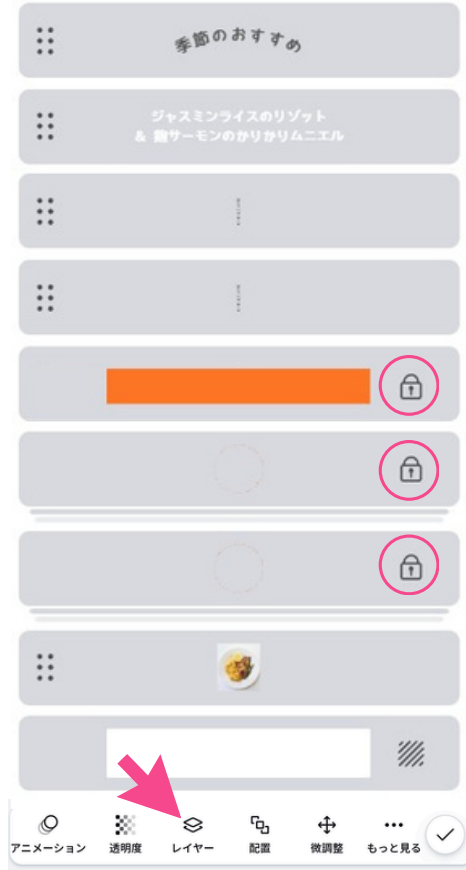 季節のおすすめ
ジャスミンライスのリゾット
& 麹サーモンのかりかりムニエル
アニメーション
透明度
レイヤー
配置
微調整
もっと見る